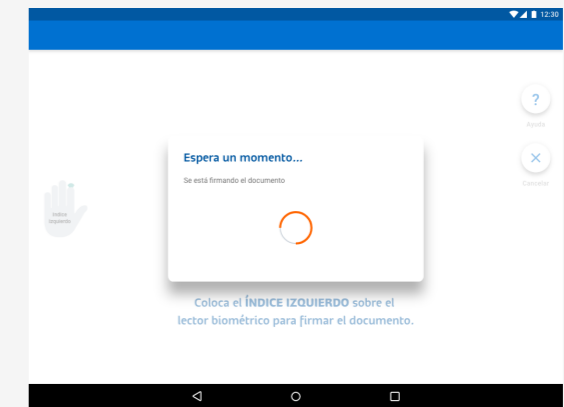 12:30
?
Ayuda
Espera un momento...
Se está firmando el documento
Cancelar
Índice
izquierdo
Coloca el ÍNDICE IZQUIERDO sobre el
lector biométrico para firmar el documento.